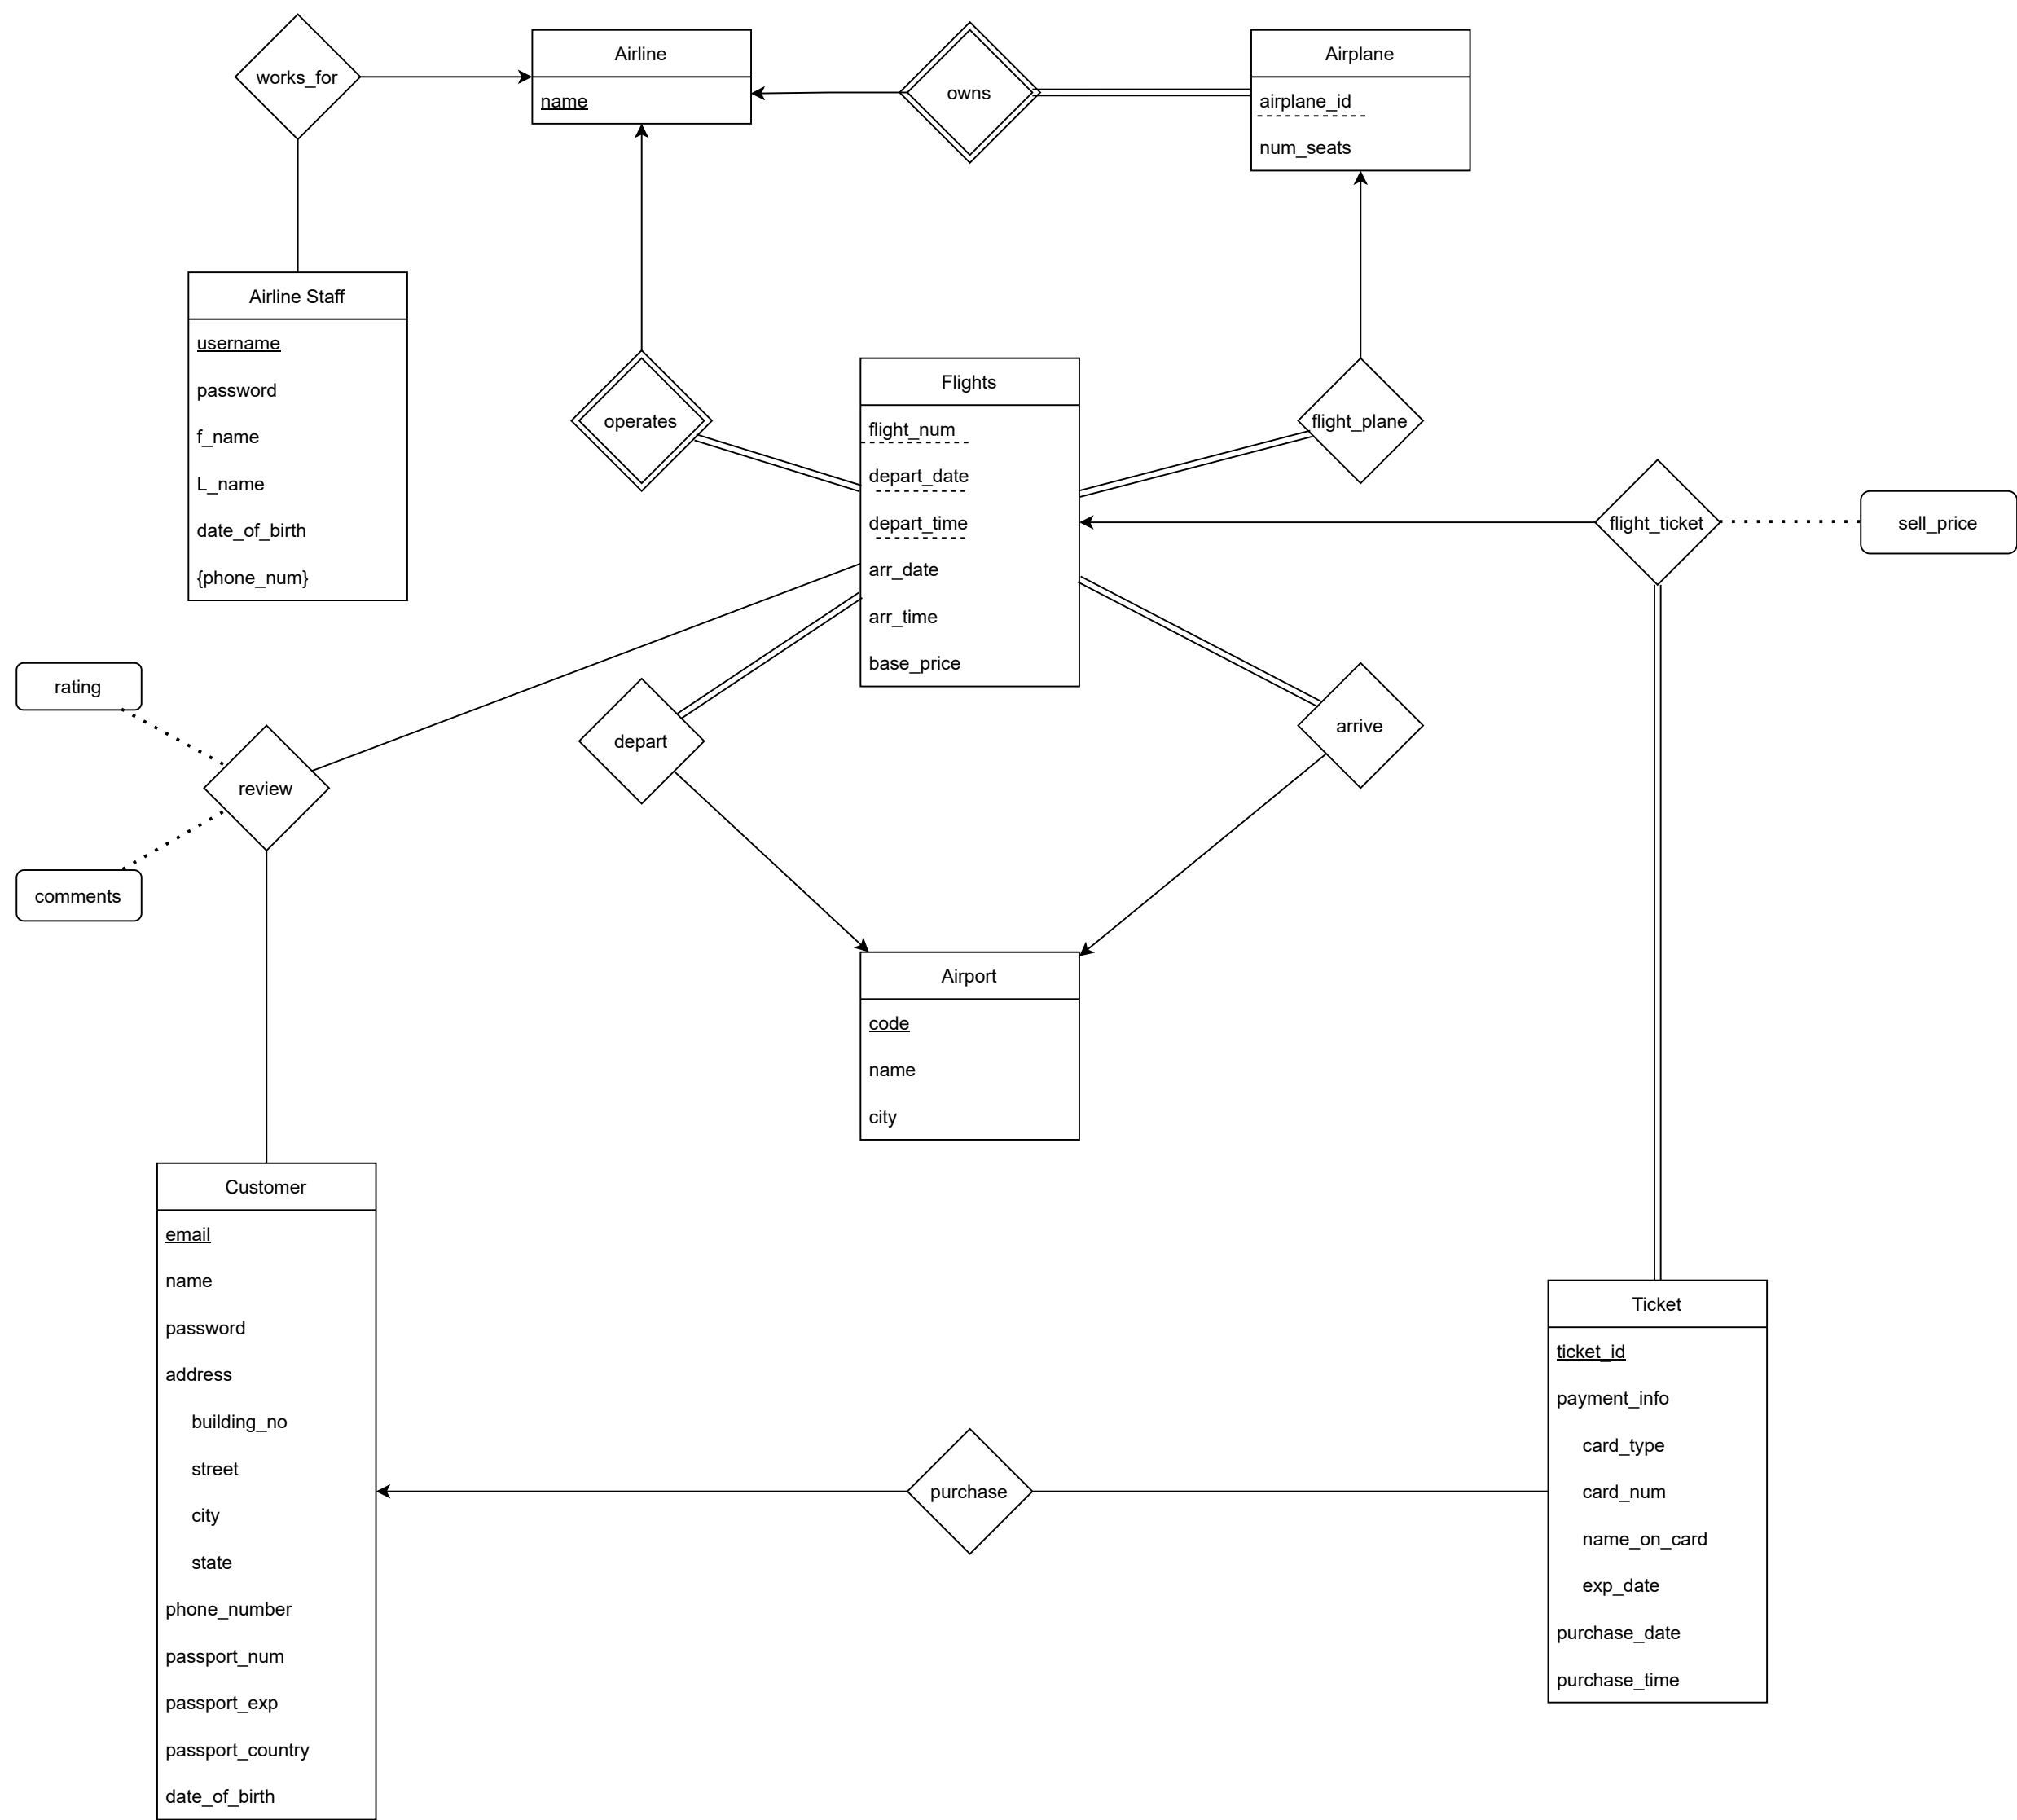 works_for
Airline
name
owns
Airplane
airplane_id
num_seats
Airline Staff
username
password
f_name
L_name
date_of_birth
{phone_num}
operates
Flights
flight_num
depart_date
depart_time
arr_date
arr_time
base_price
flight_plane
flight_ticket
sell_price
rating
review
comments
depart
arrive
Airport
code
name
city
Customer
email
name
password
address
building_no
street
city
state
phone_number
passport_num
passport_exp
passport_country
date_of_birth
purchase
Ticket
ticket_id
payment_info
card_type
card_num
name_on_card
exp_date
purchase_date
purchase_time